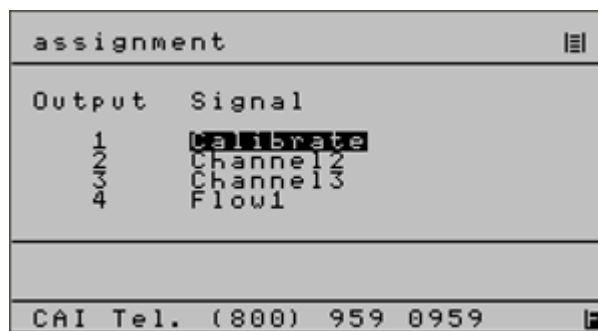 assignment
Output Signal
1 Calibrate
2 Channel2
3 Channel3
4 Flow1
CAI Tel. (800) 959 0959